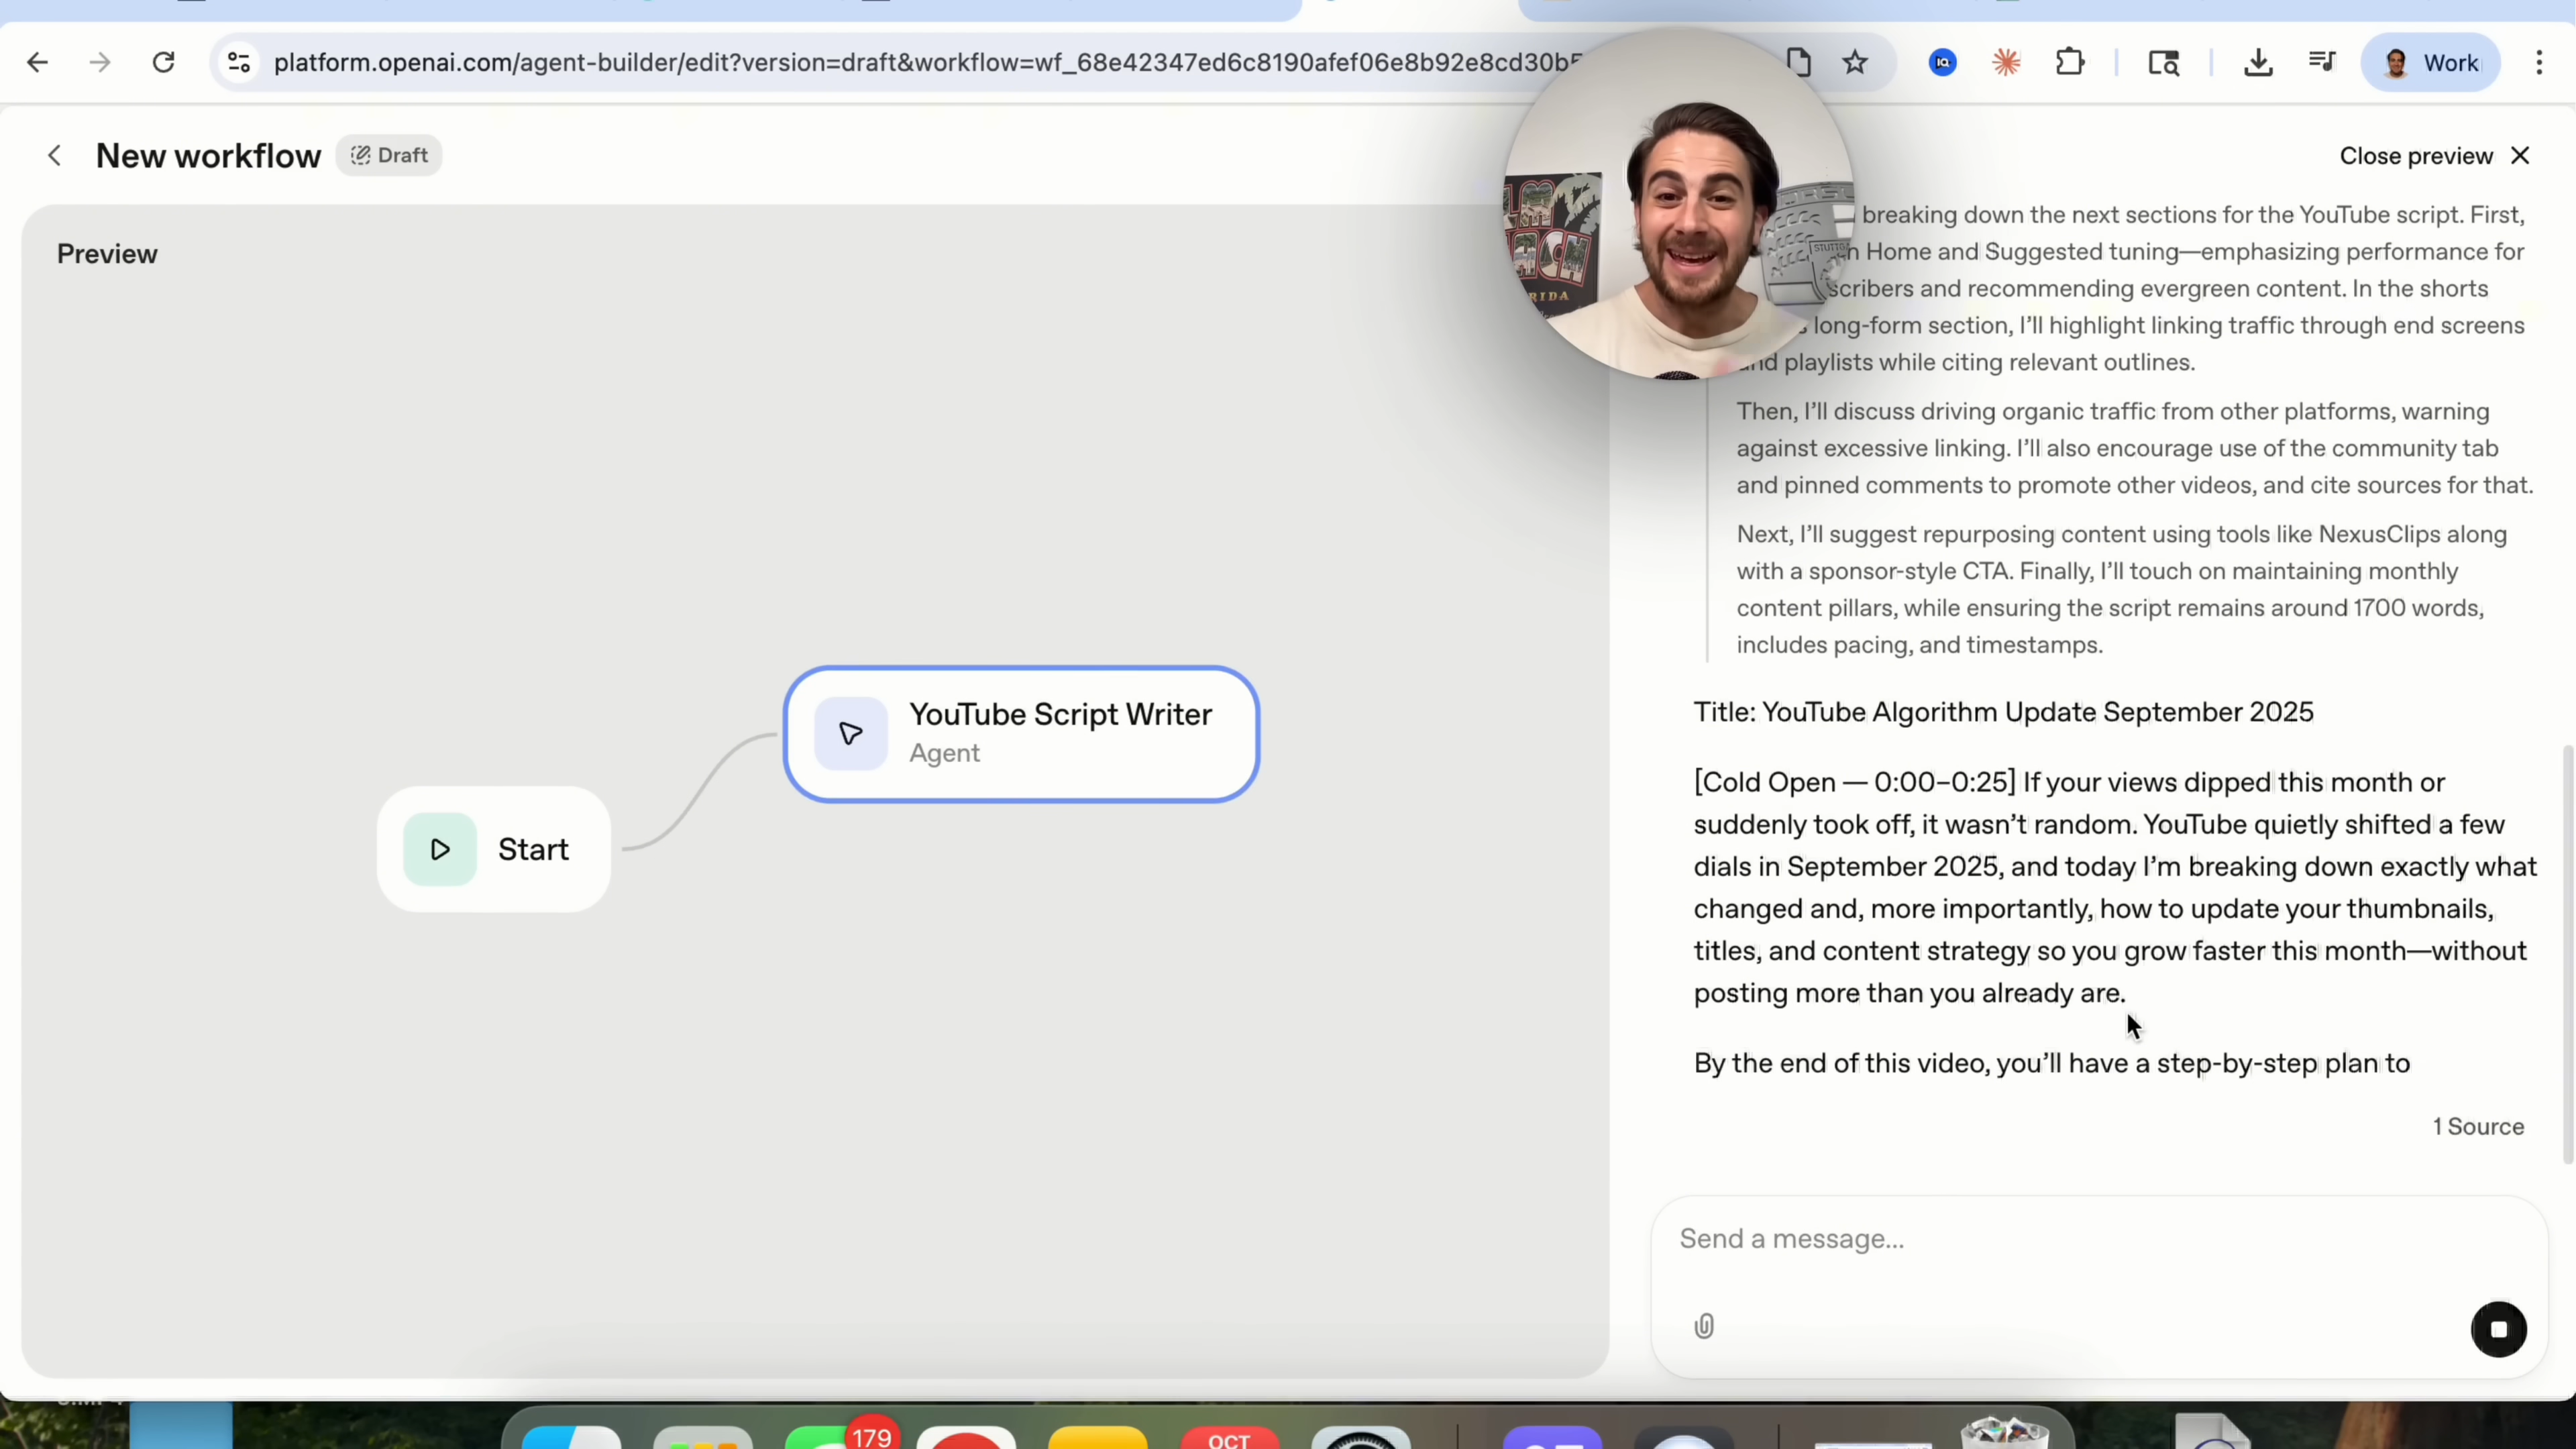 platform.openai.com/agent-builder/edit?version=draft&workflow=wf_68e42347ed6c8190afef06e8b92e8cd30b5
Work
New workflow
Draft
Close preview
Preview
breaking down the next sections for the YouTube script. First,
Home and Suggested tuning—emphasizing performance for
scribers and recommending evergreen content. In the shorts
long-form section, I'll highlight linking traffic through end screens
nd playlists while citing relevant outlines.
Then, I'll discuss driving organic traffic from other platforms, warning
against excessive linking. I'll also encourage use of the community tab
and pinned comments to promote other videos, and cite sources for that.
Next, I'll suggest repurposing content using tools like NexusClips along
with a sponsor-style CTA. Finally, I'll touch on maintaining monthly
content pillars, while ensuring the script remains around 1700 words,
includes pacing, and timestamps.
YouTube Script Writer
Agent
Start
Title: YouTube Algorithm Update September 2025
[Cold Open — 0:00–0:25] If your views dipped this month or
suddenly took off, it wasn't random. YouTube quietly shifted a few
dials in September 2025, and today I'm breaking down exactly what
changed and, more importantly, how to update your thumbnails,
titles, and content strategy so you grow faster this month—without
posting more than you already are.
By the end of this video, you'll have a step-by-step plan to
1 Source
Send a message...
179
OCT
STUTTG
RIDA